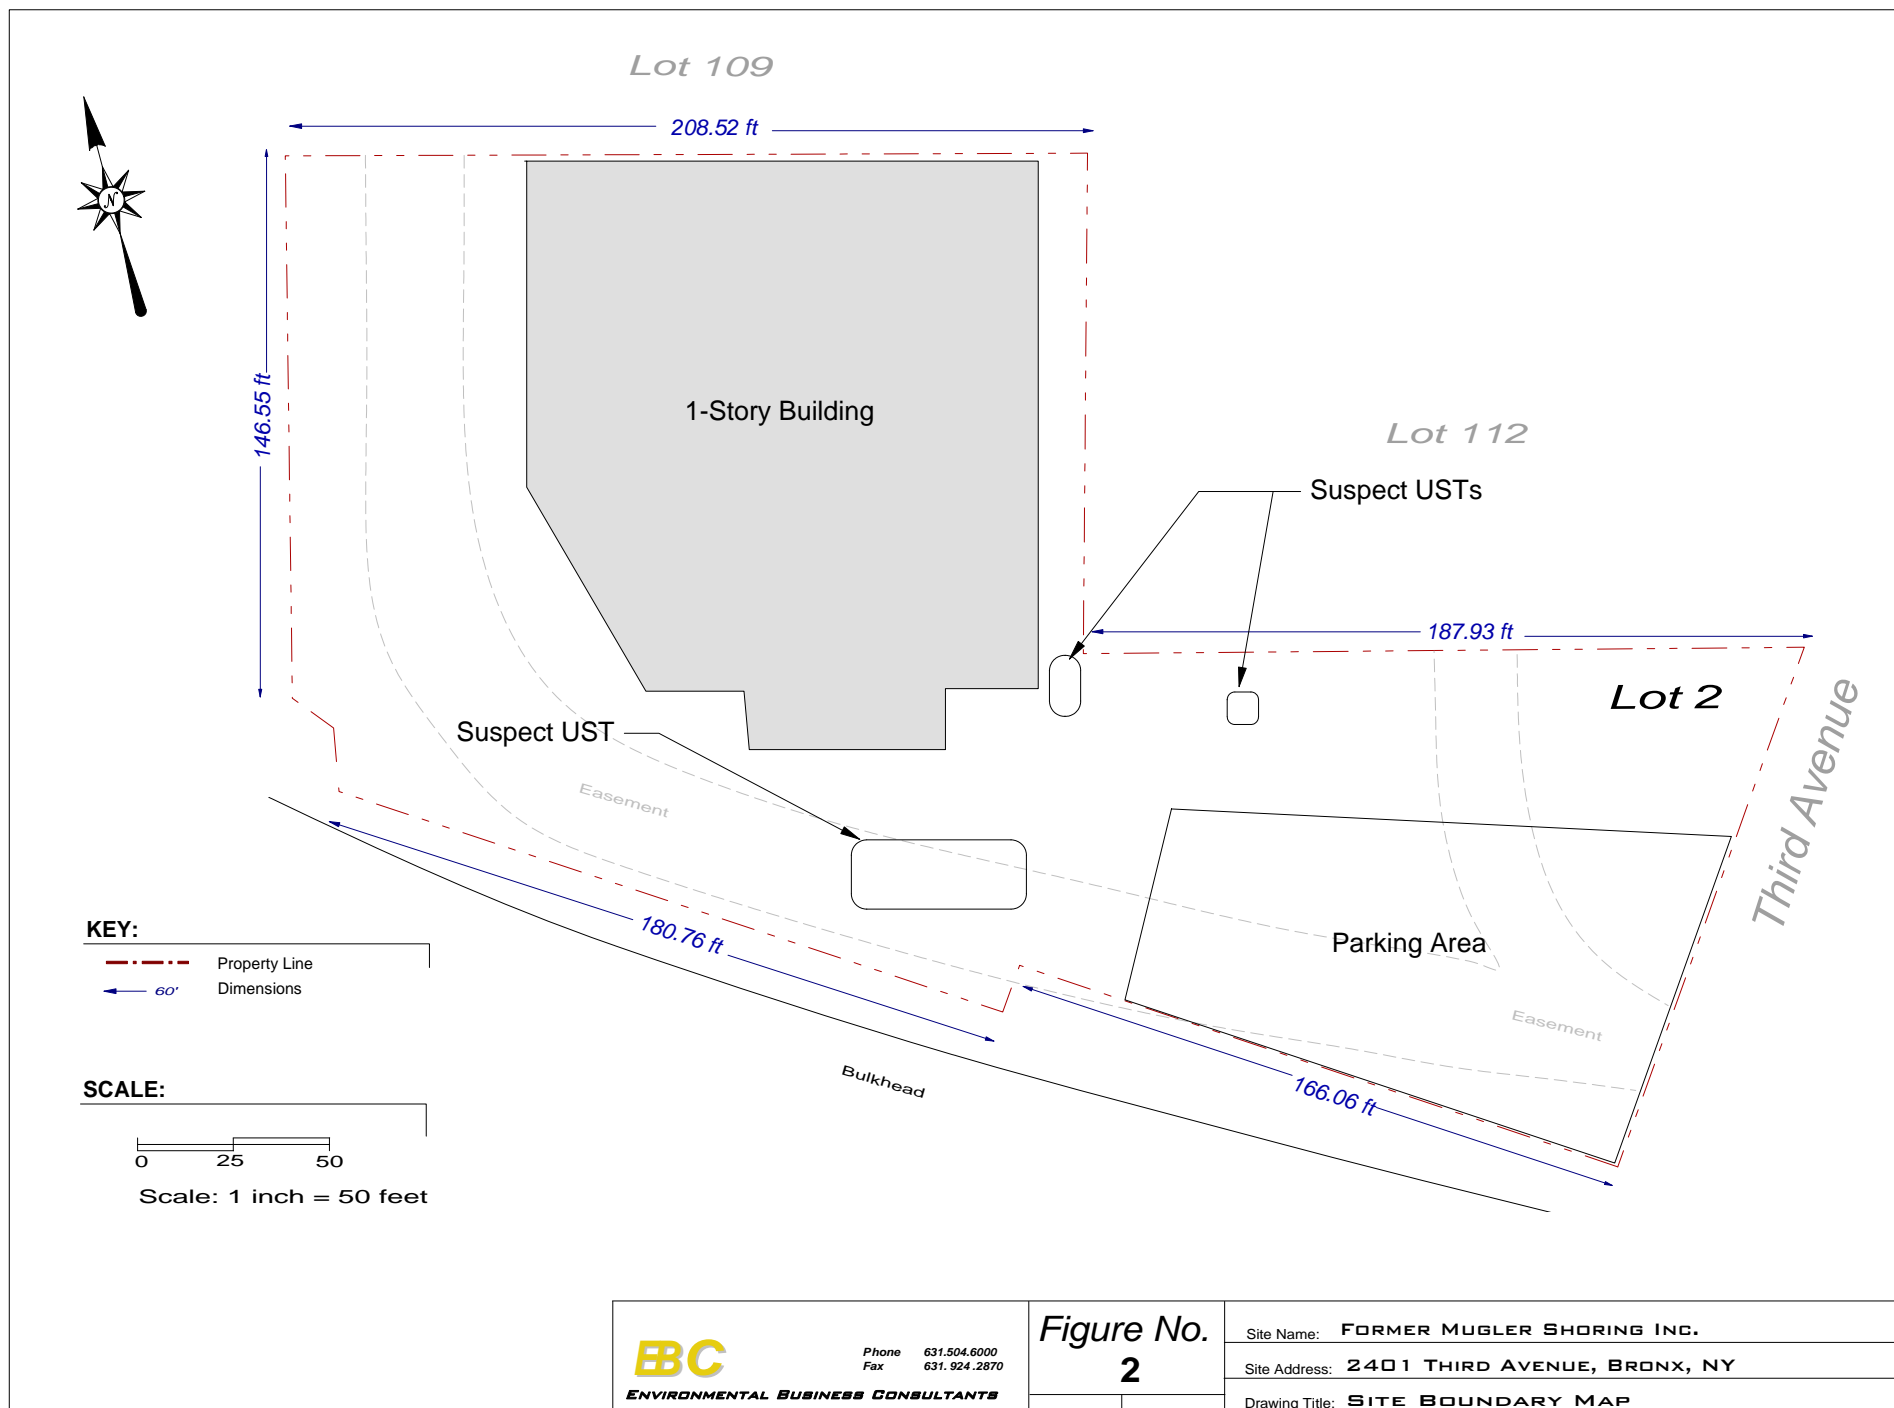 Lot 109
208.52 ft
N
146.55 ft
1-Story Building
Lot 112
Suspect USTs
187.93 ft
Lot 2
Third Avenue
Suspect UST
Easement
180.76 ft
Parking Area
Easement
166.06 ft
Bulkhead
KEY:
Property Line
60' Dimensions
SCALE:
0 25 50
Scale: 1 inch = 50 feet
EBC
Phone 631.504.6000
Fax 631. 924 .2870
ENVIRONMENTAL BUSINESS CONSULTANTS
Figure No.
2
Site Name: FORMER MUGLER SHORING INC.
Site Address: 2401 THIRD AVENUE, BRONX, NY
Drawing Title: SITE BOUNDARY MAP